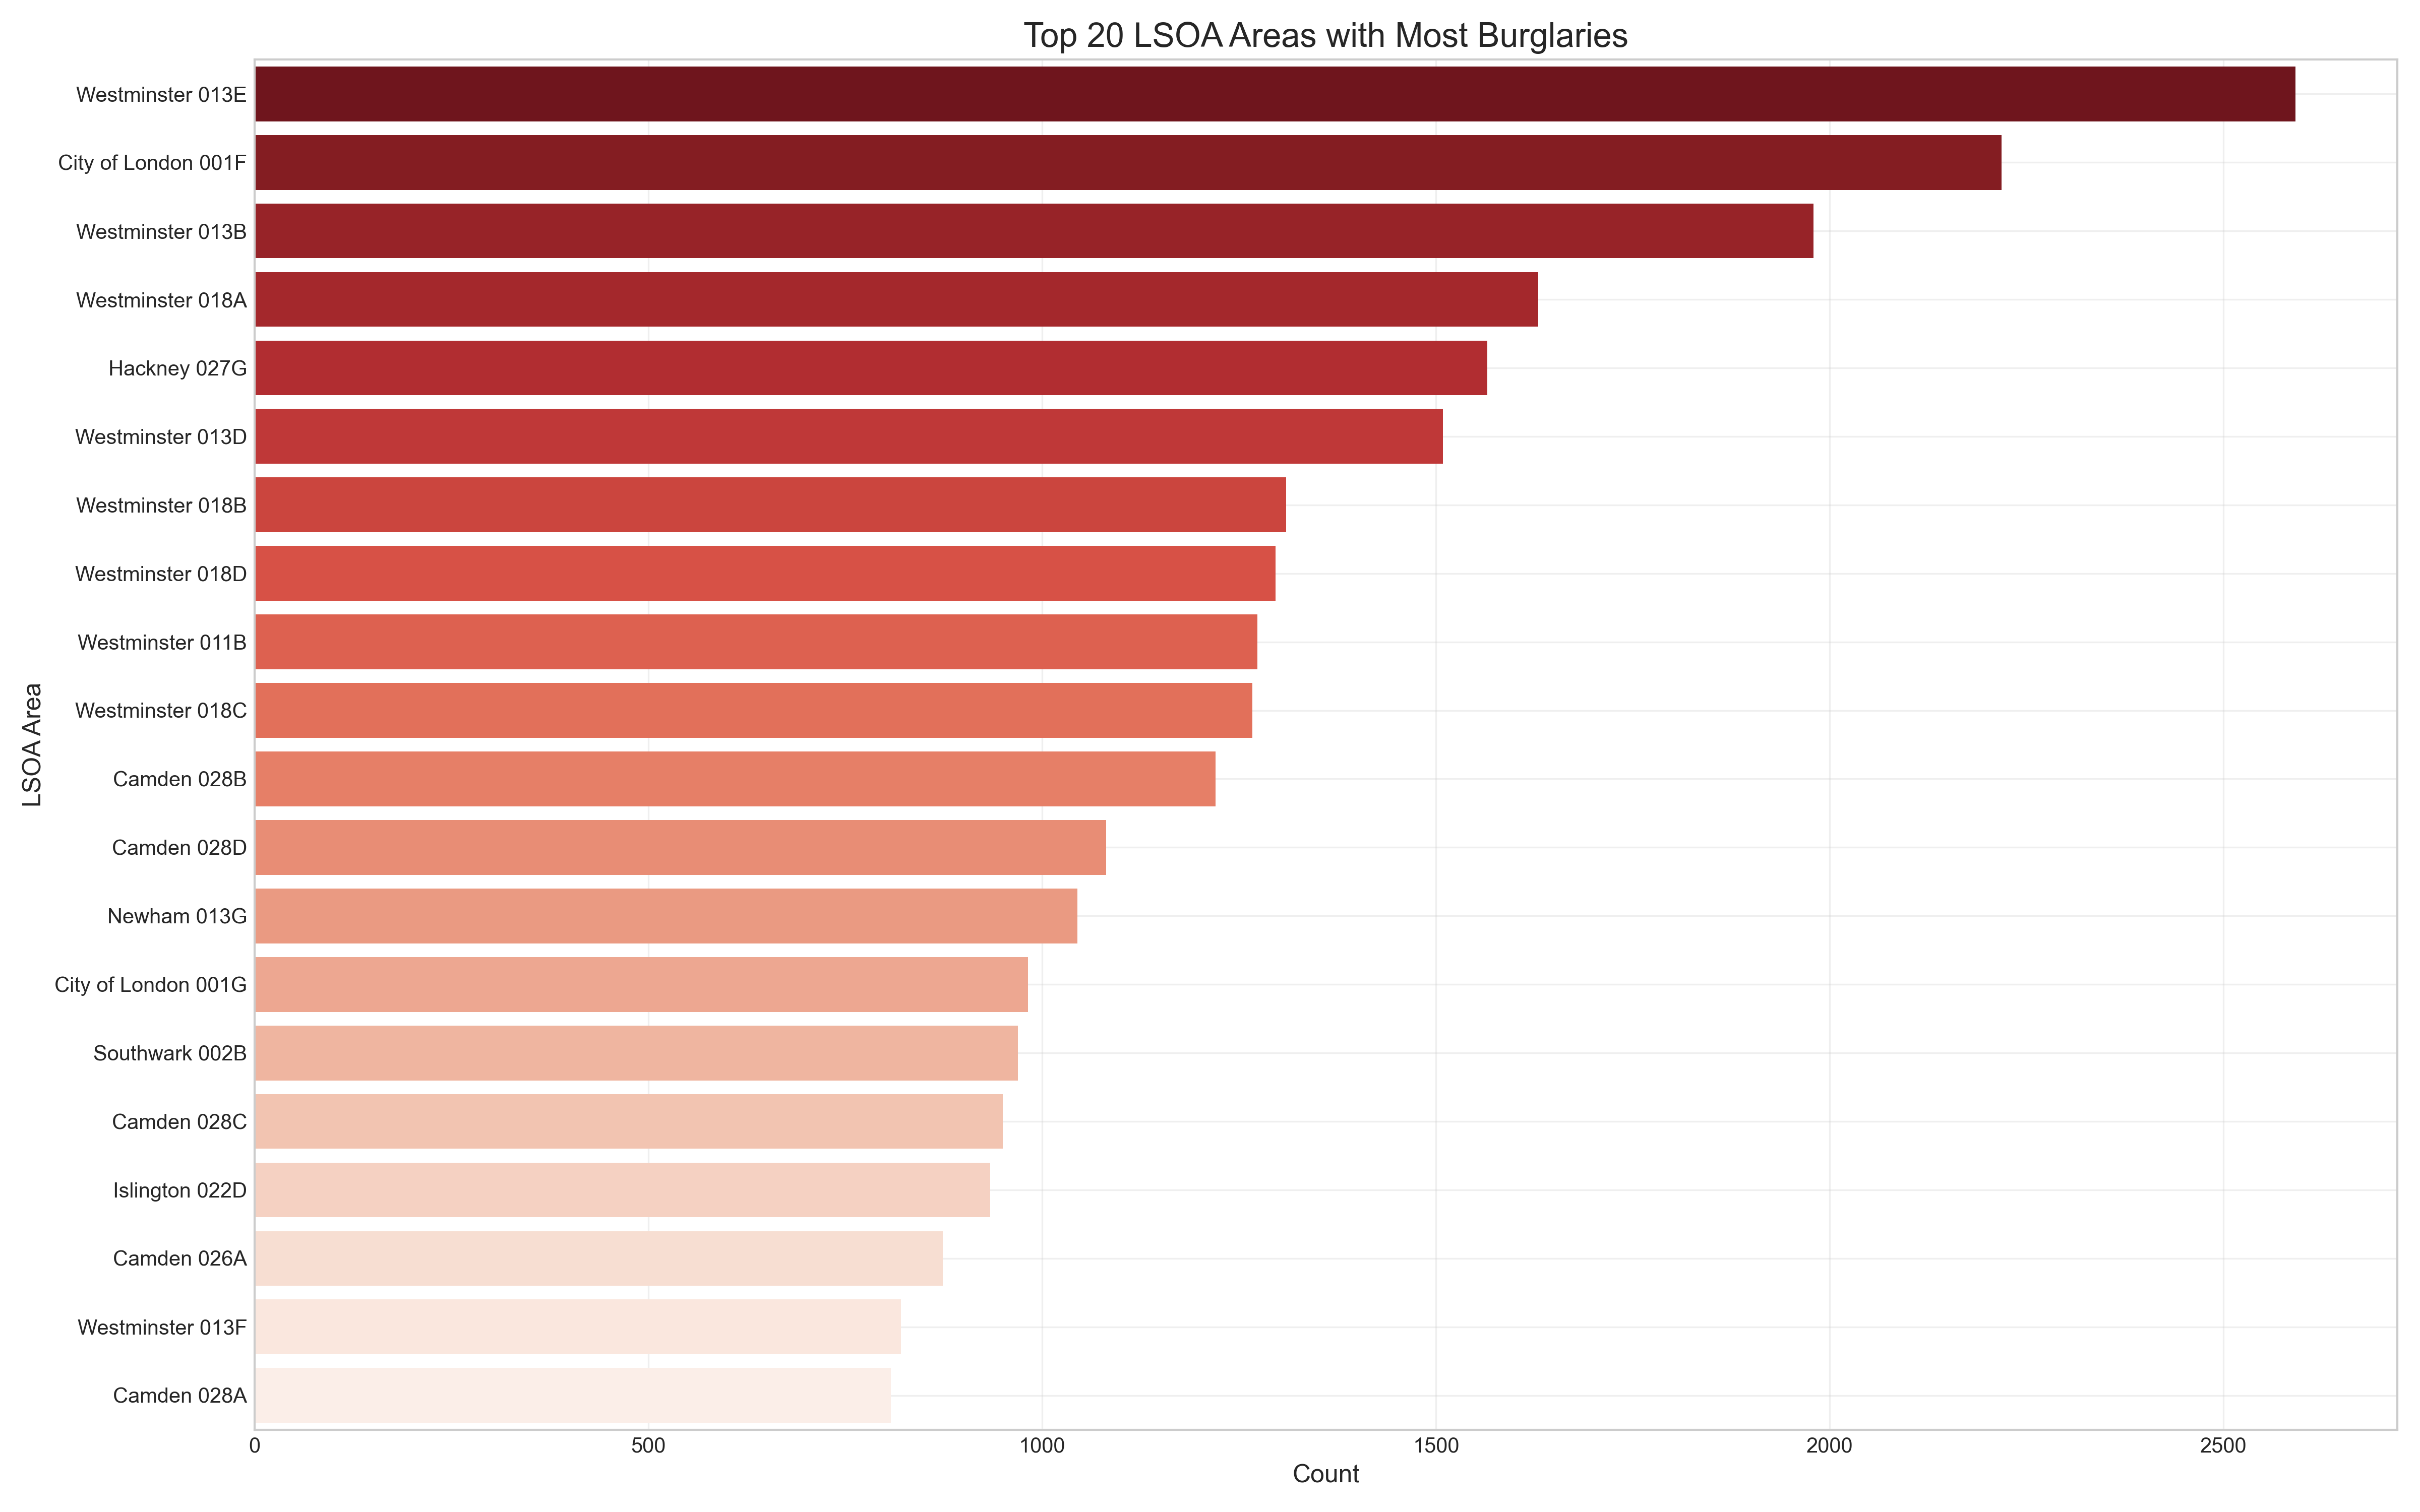 Top 20 LSOA Areas with Most Burglaries
LSOA Area
Westminster 013E
City of London 001F
Westminster 013B
Westminster 018A
Hackney 027G
Westminster 013D
Westminster 018B
Westminster 018D
Westminster 011B
Westminster 018C
Camden 028B
Camden 028D
Newham 013G
City of London 001G
Southwark 002B
Camden 028C
Islington 022D
Camden 026A
Westminster 013F
Camden 028A
0 500 1000 1500 2000 2500
Count